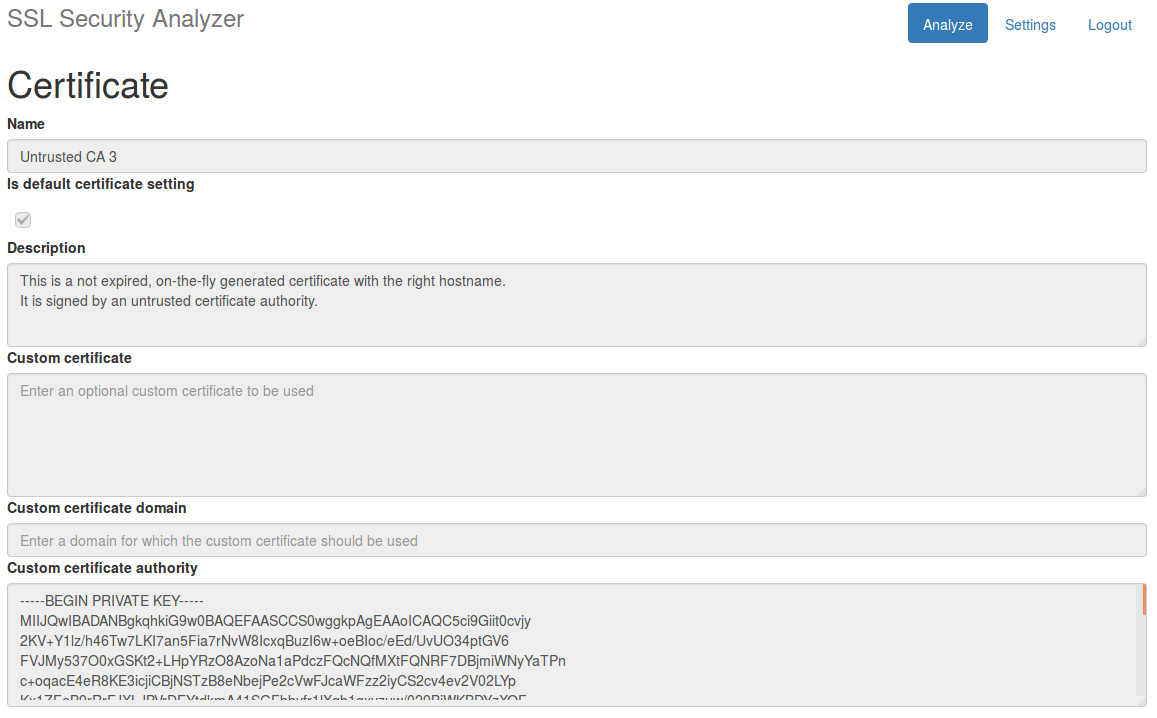 SSL Security Analyzer
Analyze Settings Logout
Certificate
Name
Untrusted CA 3
Is default certificate setting
Description
This is a not expired, on-the-fly generated certificate with the right hostname.
It is signed by an untrusted certificate authority.
Custom certificate
Enter an optional custom certificate to be used
Custom certificate domain
Enter a domain for which the custom certificate should be used
Custom certificate authority
-----BEGIN PRIVATE KEY-----
MIIJQwIBADANBgkqhkiG9w0BAQEFAASCCS0wggkpAgEAAoICAQC5ci9Giit0cvjy
2KV+Y1lz/h46Tw7LKI7an5Fia7rNvW8IcxqBuzI6w+oeBIoc/eEd/UvUO34ptGV6
FVJMy537O0xGSKt2+LHpYRzO8AzoNa1aPdczFQcNQfMXtFQNRF7DBjmiWNyYaTPn
c+oqacE4eR8KE3icjiCBjNSTzB8eNbejPe2cVwFJcaWFzz2iyCS2cv4ev2V02LYp